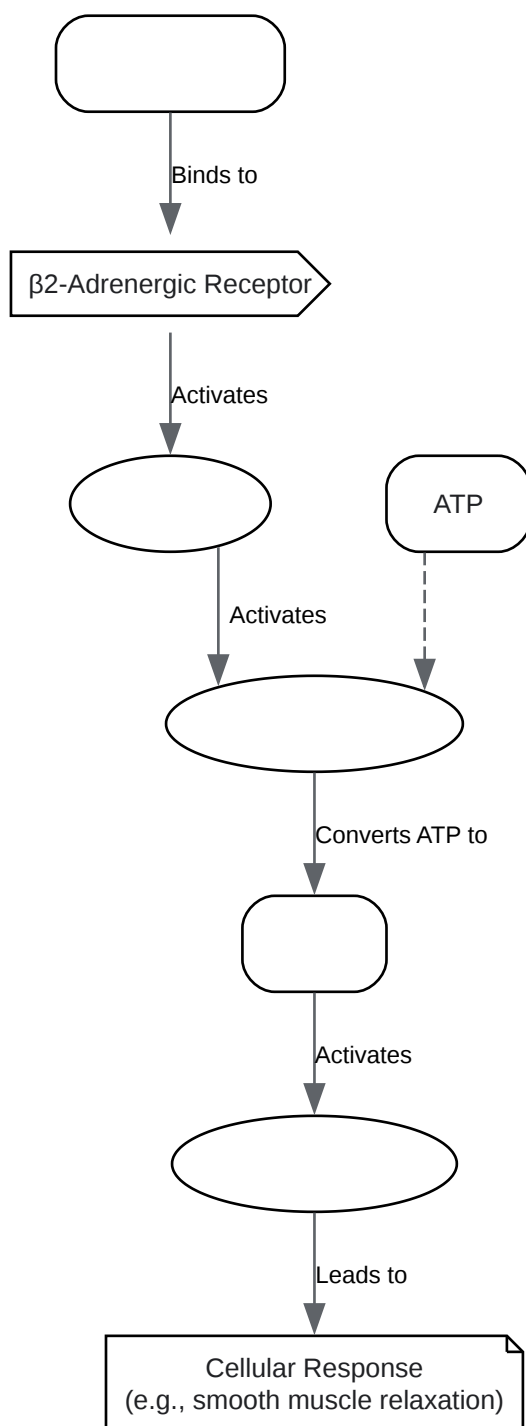 Binds to
β2-Adrenergic Receptor
Activates
ATP
Activates
Converts ATP to
Activates
Leads to
Cellular Response
(e.g., smooth muscle relaxation)